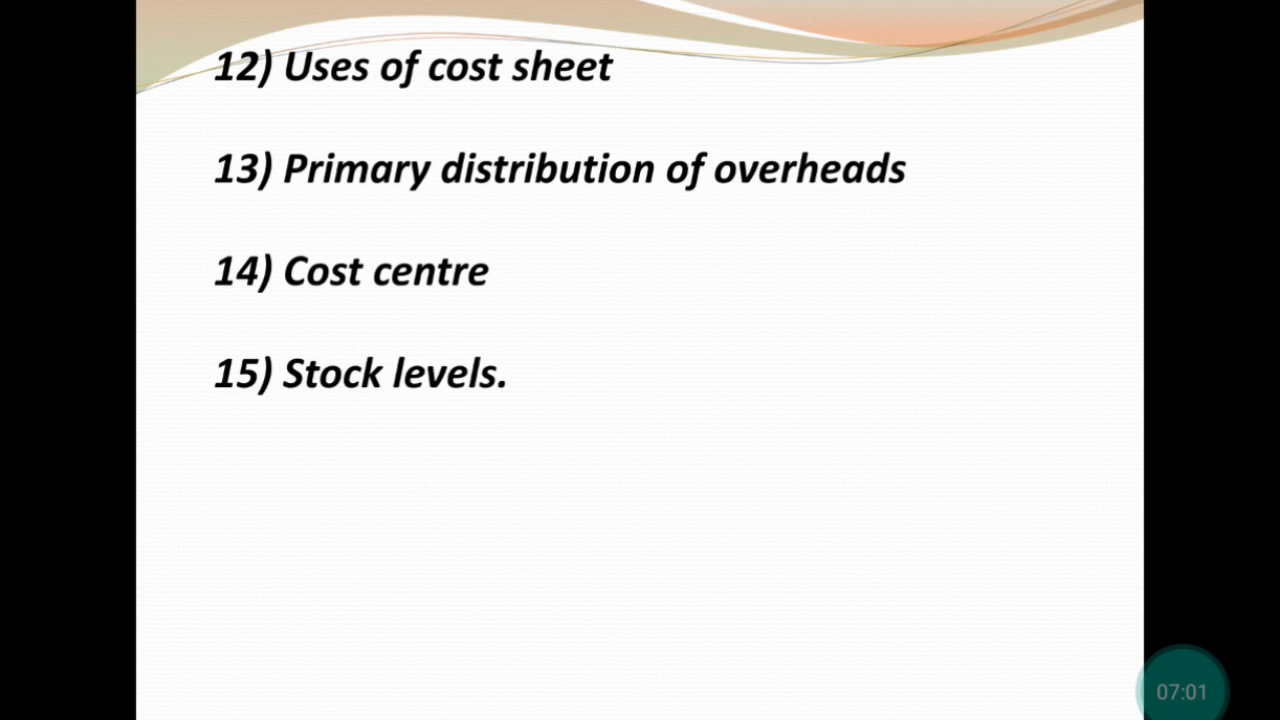 12) Uses of cost sheet
13) Primary distribution of overheads
14) Cost centre
15) Stock levels.
07:01